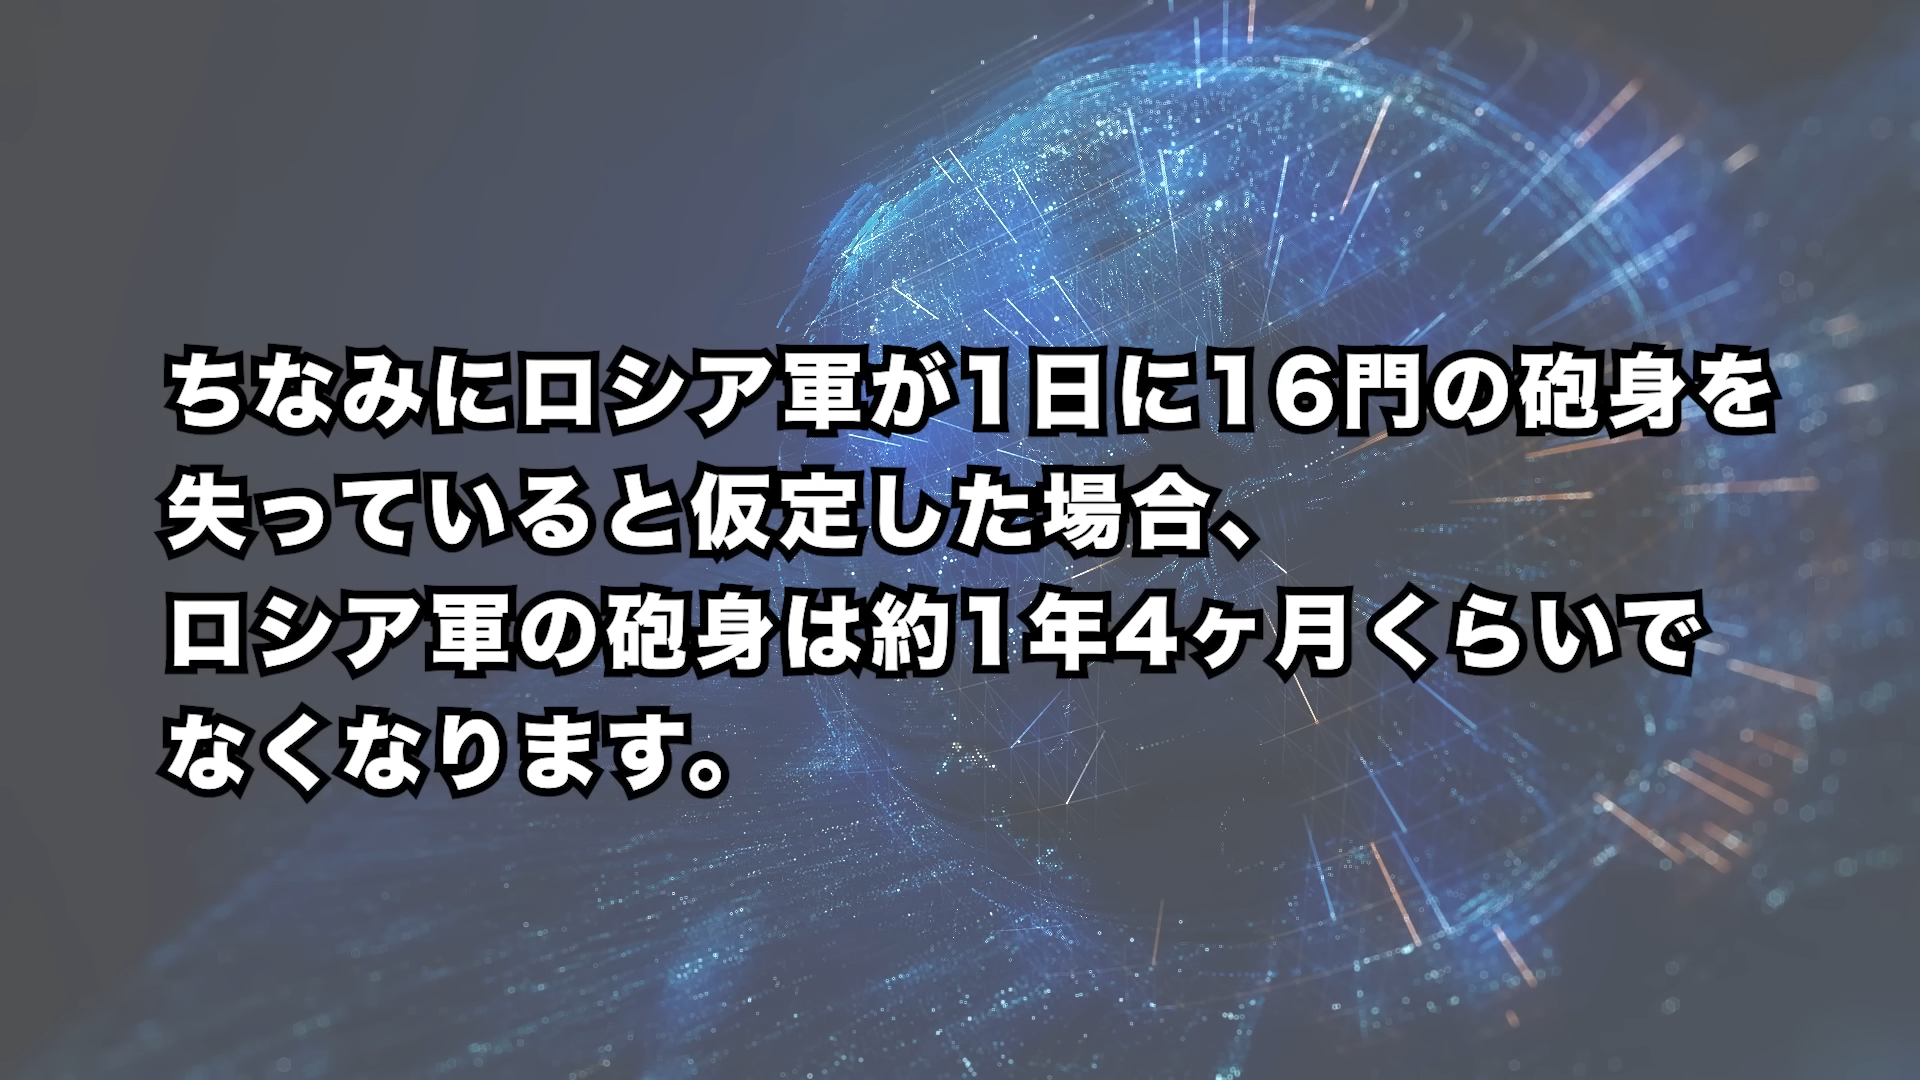 ちなみにロシア軍が1日に16門の砲身を
失っていると仮定した場合、
ロシア軍の砲身は約1年4ヶ月くらいで
なくなります。